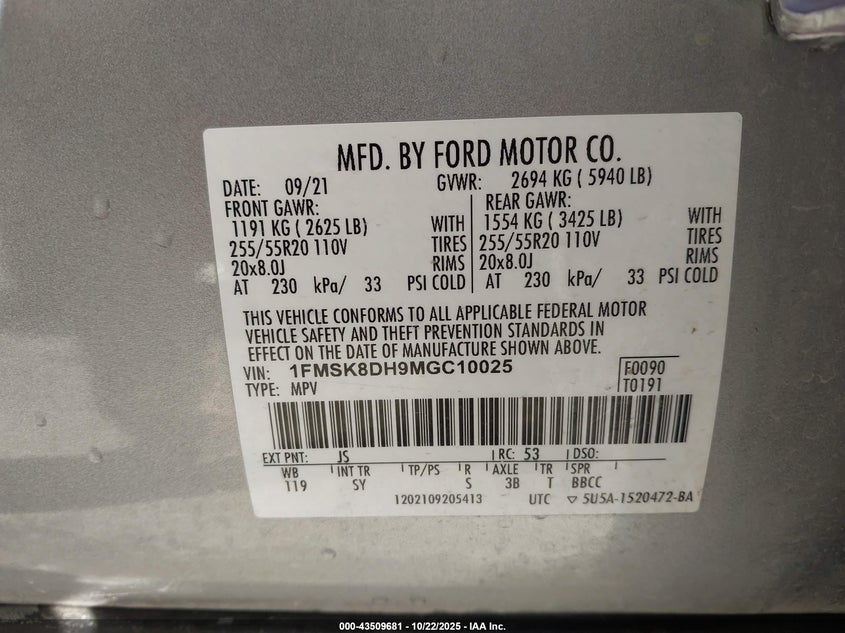 MFD. BY FORD MOTOR CO.
DATE: 09/21 GVWR: 2694 KG ( 5940 LB)
FRONT GAWR: REAR GAWR:
1191 KG ( 2625 LB) WITH 1554 KG ( 3425 LB) WITH
255/55R20 110V TIRES 255/55R20 110V TIRES
20x8.0J RIMS 20x8.0J RIMS
AT 230 kPa/ 33 PSI COLD AT 230 kPa/ 33 PSI COLD
THIS VEHICLE CONFORMS TO ALL APPLICABLE FEDERAL MOTOR
VEHICLE SAFETY AND THEFT PREVENTION STANDARDS IN
EFFECT ON THE DATE OF MANUFACTURE SHOWN ABOVE.
VIN: 1FMSK8DH9MGC10025 F0090
TYPE: MPV T0191
EXT PNT: JS RC: 53 DSO:
WB INT TR TP/PS R AXLE TR SPR
119 SY S 3B T BBCC
1202109205413 UTC ▽ 5U5A-1520472-BA
000-43509681 - 10/22/2025 - IAA Inc.